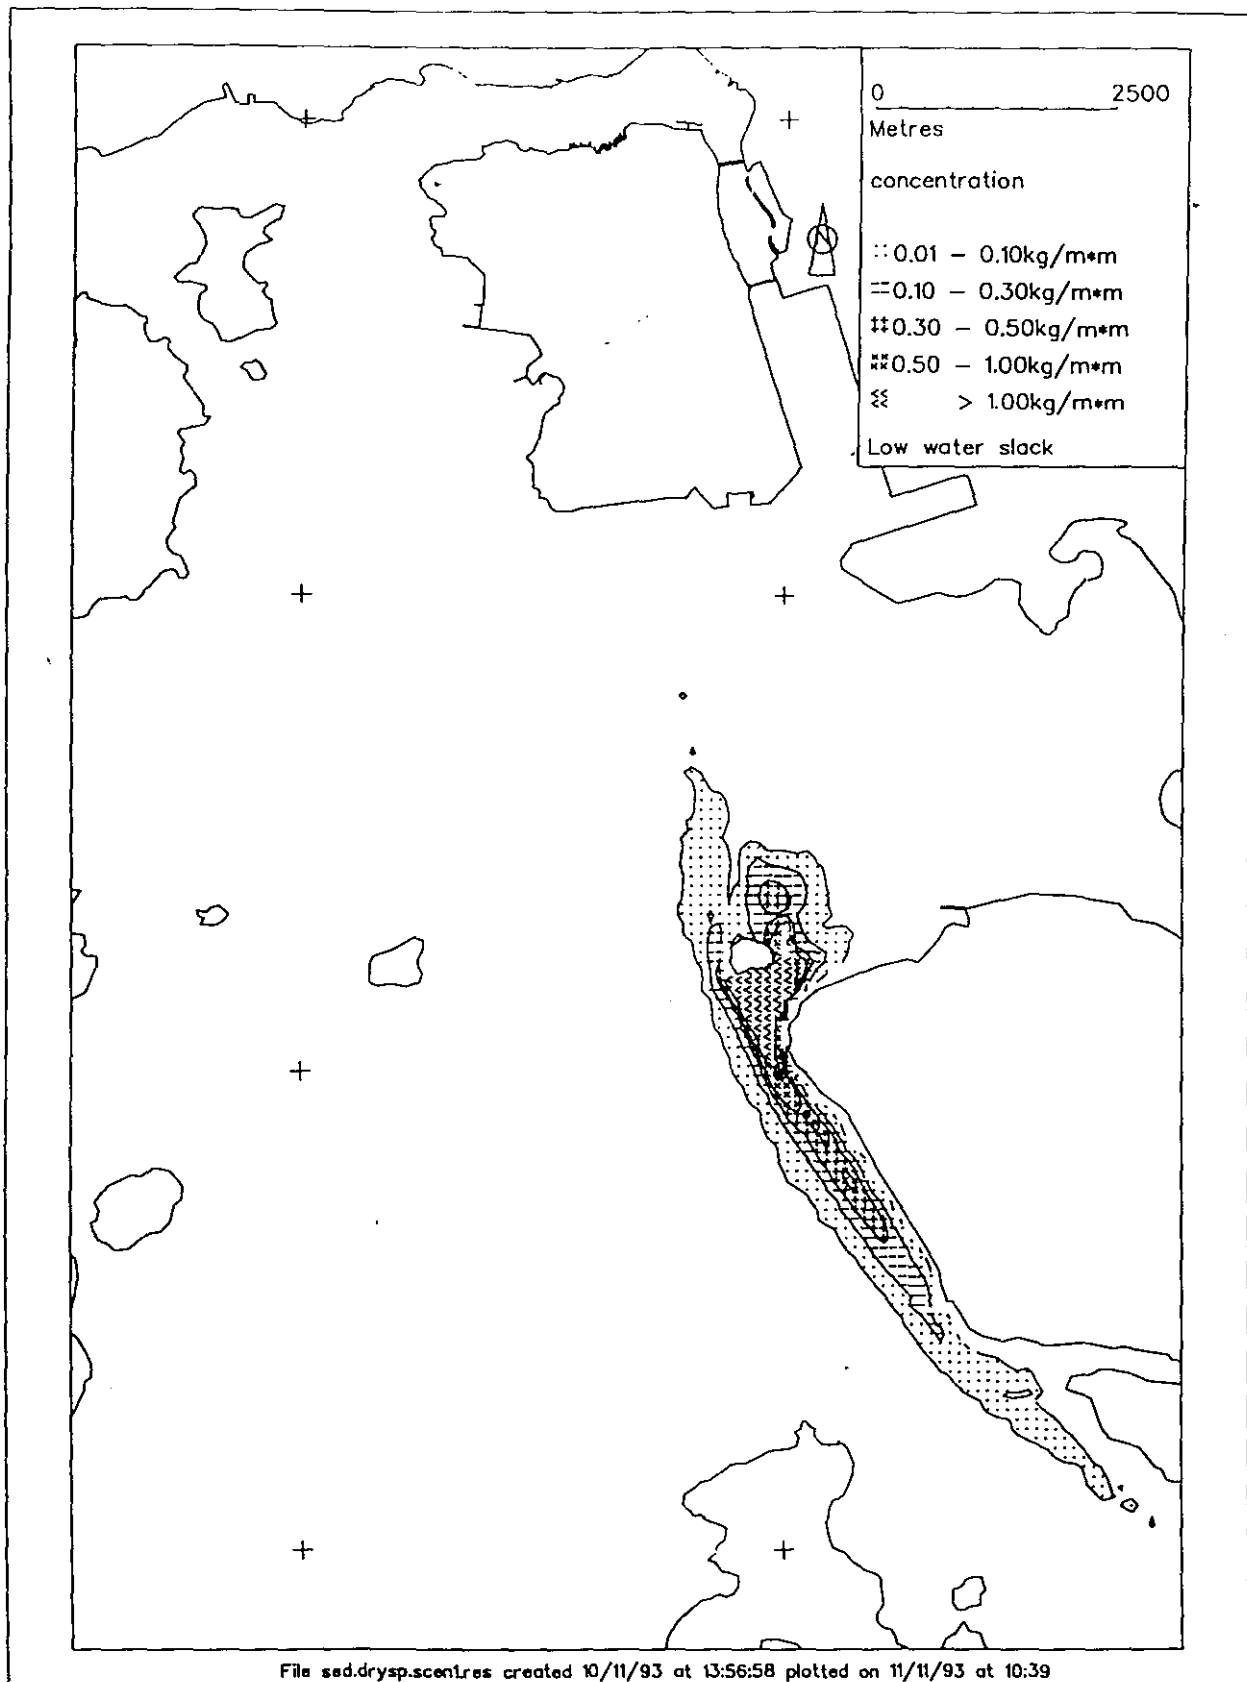 0 2500
Metres
concentration
N
0.01 - 0.10kg/m*m
0.10 - 0.30kg/m*m
0.30 - 0.50kg/m*m
0.50 - 1.00kg/m*m
> 1.00kg/m*m
Low water slack
File sed.drysp.scent.res created 10/11/93 at 13:56:58 plotted on 11/11/93 at 10:39